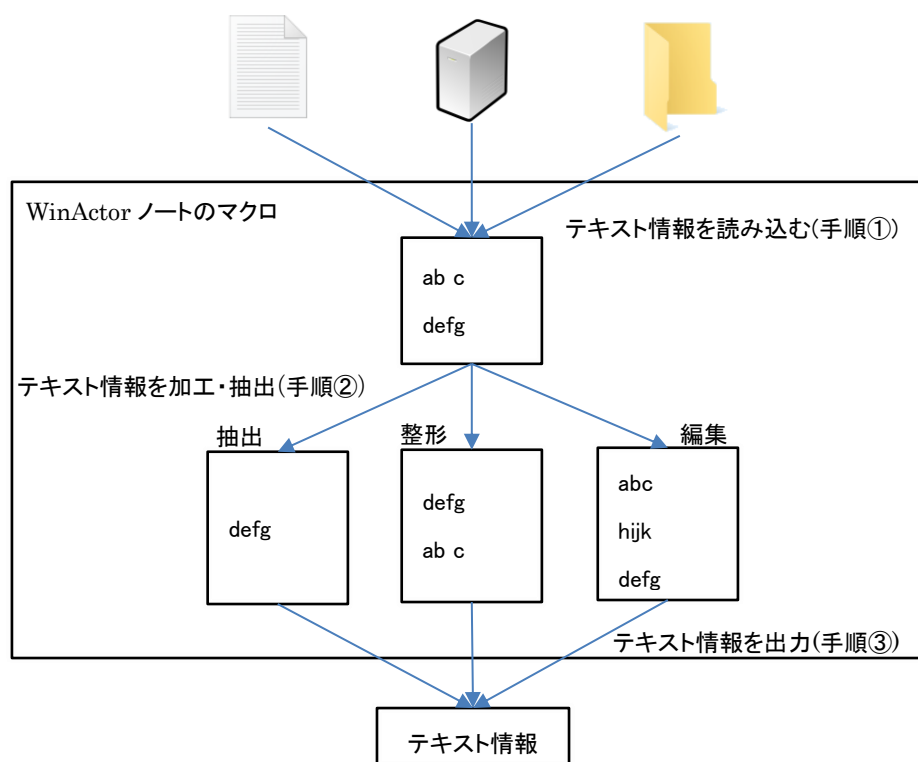 WinActor ノートのマクロ
テキスト情報を読み込む(手順①)
ab c
defg
テキスト情報を加工・抽出(手順②)
抽出
整形
編集
defg
defg
ab c
abc
hijk
defg
テキスト情報を出力(手順③)
テキスト情報